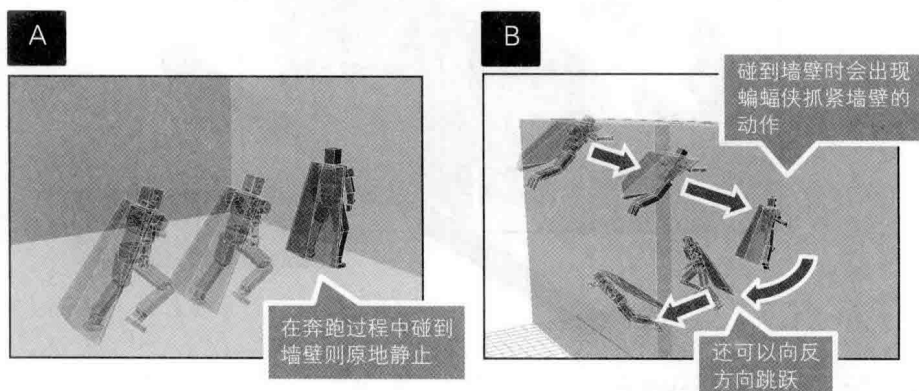 A
B
碰到墙壁时会出现
蝙蝠侠抓紧墙壁的
动作
在奔跑过程中碰到
墙壁则原地静止
还可以向反
方向跳跃